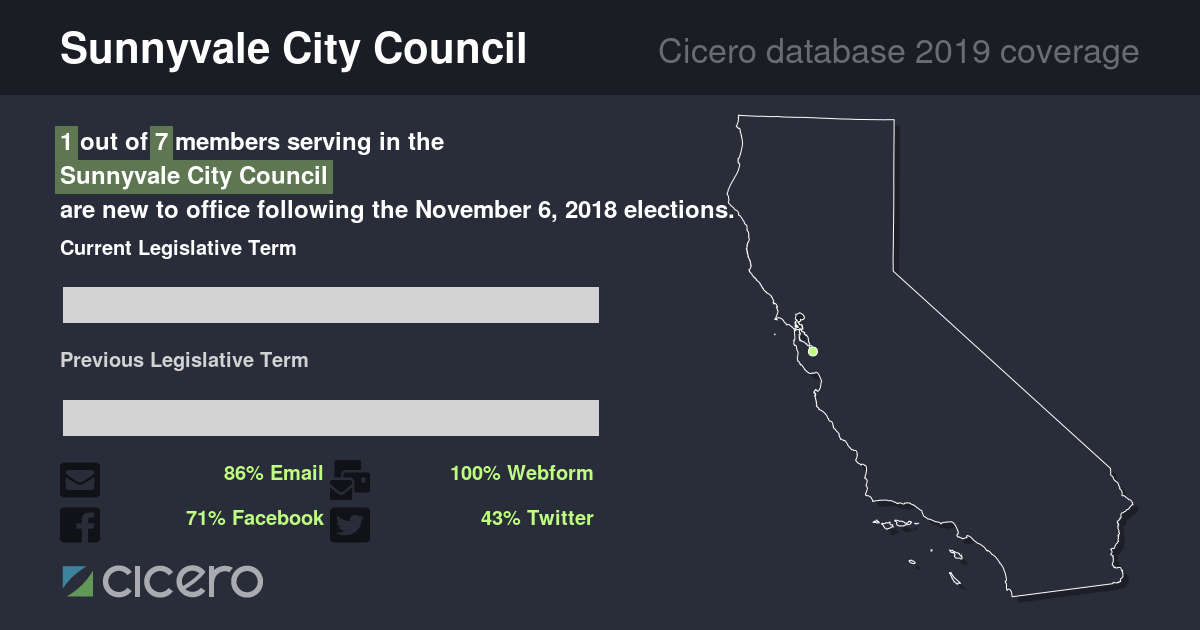 Sunnyvale City Council
Cicero database 2019 coverage
1 out of 7 members serving in the
Sunnyvale City Council
are new to office following the November 6, 2018 elections.
Current Legislative Term
Previous Legislative Term
86% Email
100% Webform
71% Facebook
43% Twitter
cicero